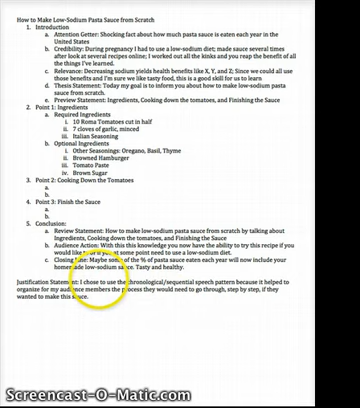 How to Make Low-Sodium Pasta Sauce from Scratch
1. Introduction
a. Attention Getter: Shocking fact about how much pasta sauce is eaten each year in the
United States
b. Credibility: During pregnancy I had to use a low-sodium diet; made sauce several times
after look at several recipes online; I worked out all the kinks and you reap the benefit of all
the things I've learned.
c. Relevance: Decreasing sodium yields health benefits like X, Y, and Z; Since we could all use
those benefits and I'm sure we like tasty food, this is a good skill for us to learn
d. Thesis Statement: Today my goal is to inform you about how to make low-sodium pasta
sauce from scratch.
e. Preview Statement: Ingredients, Cooking down the tomatoes, and Finishing the Sauce
2. Point 1: Ingredients
a. Required Ingredients
i. 10 Roma Tomatoes cut in half
ii. 7 cloves of garlic, minced
iii. Italian Seasoning
b. Optional Ingredients
i. Other Seasonings: Oregano, Basil, Thyme
ii. Browned Hamburger
iii. Tomato Paste
iv. Brown Sugar
3. Point 2: Cooking Down the Tomatoes
a.
b.
4. Point 3: Finish the Sauce
a.
b.
5. Conclusion:
a. Review Statement: How to make low-sodium pasta sauce from scratch by talking about
Ingredients, Cooking down the tomatoes, and Finishing the Sauce
b. Audience Action: With this this knowledge you now have the ability to try this recipe if you
would like to or if you at some point need to use a low-sodium diet.
c. Closing Line: Maybe some of the % of pasta sauce eaten each year will now include your
homemade low-sodium sauce. Tasty and healthy.
Justification Statement: I chose to use the chronological/sequential speech pattern because it helped to
organize for my audience members the process they would need to go through, step by step, if they
wanted to make this sauce.
Screencast-O-Matic.com